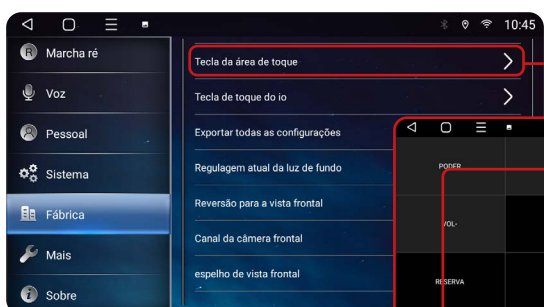 10:45
R Marcha ré
Voz
Pessoal
Sistema
Fábrica
Mais
Sobre
Tecla da área de toque
Tecla de toque do io
Exportar todas as configurações
Regulagem atual da luz de fundo
Reversão para a vista frontal
Canal da câmera frontal
espelho de vista frontal
PODER
VOL-
RESERVA